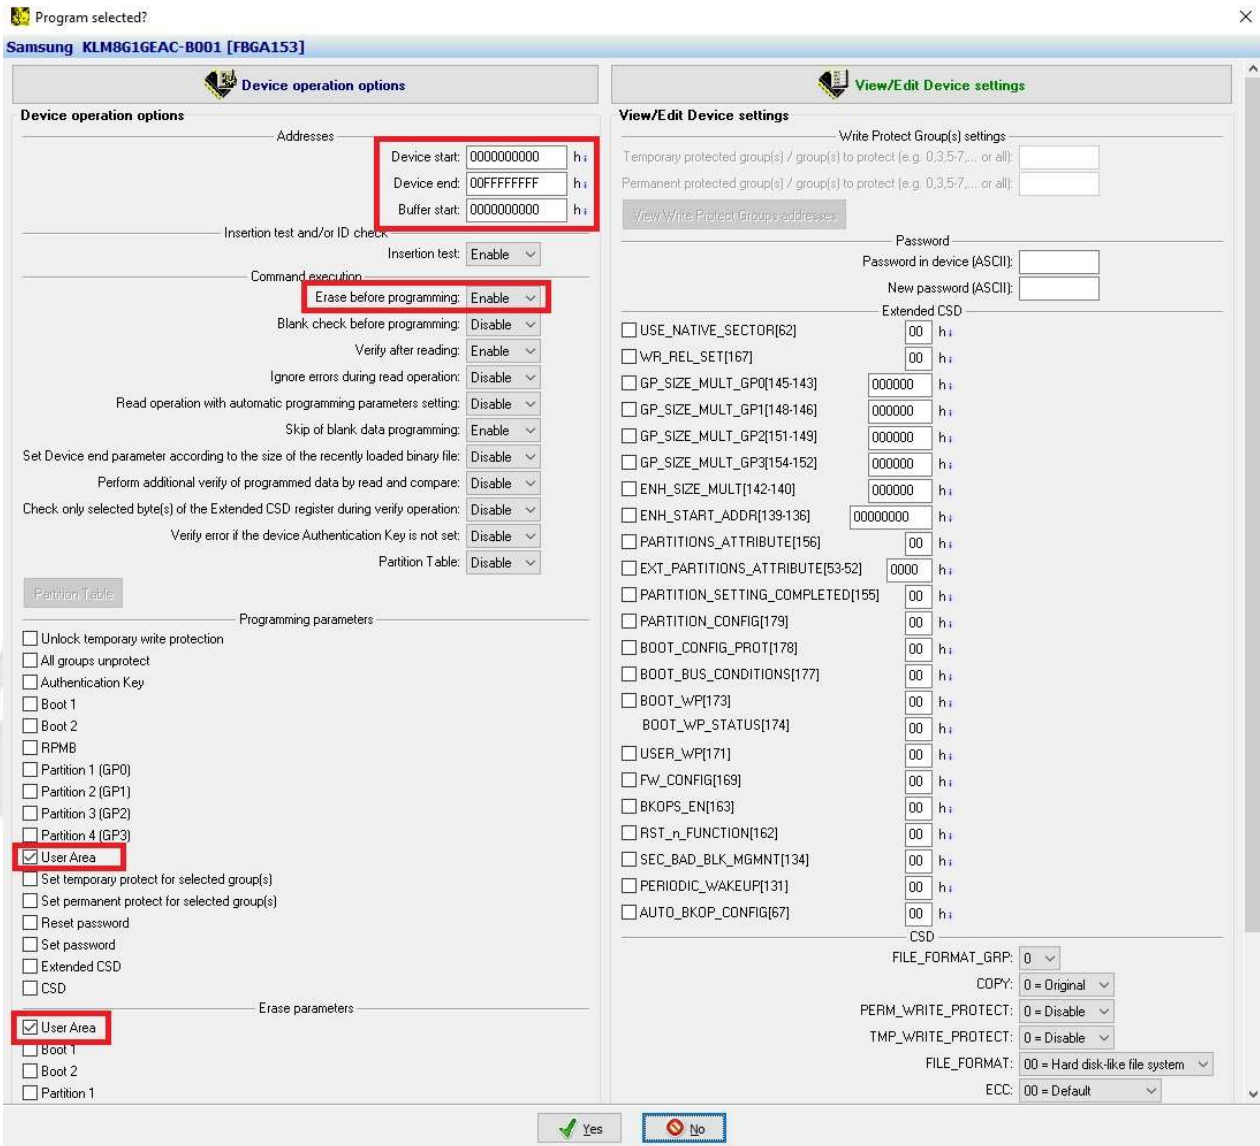 Program selected?
Samsung KLM8G1GEAC-B001 [FBGA153]
Device operation options
Device operation options
Addresses
Device start: 0000000000 h
Device end: 00FFFFFFFF h
Buffer start: 0000000000 h
Insertion test and/or ID check
Insertion test: Enable
Command execution
Erase before programming: Enable
Blank check before programming: Disable
Verify after reading: Enable
Ignore errors during read operation: Disable
Read operation with automatic programming parameters setting: Disable
Skip of blank data programming: Enable
Set Device end parameter according to the size of the recently loaded binary file: Disable
Perform additional verify of programmed data by read and compare: Disable
Check only selected byte(s) of the Extended CSD register during verify operation: Disable
Verify error if the device Authentication Key is not set: Disable
Partition Table: Disable
Partition Table
Programming parameters
Unlock temporary write protection
All groups unprotect
Authentication Key
Boot 1
Boot 2
RPMB
Partition 1 (GP0)
Partition 2 (GP1)
Partition 3 (GP2)
Partition 4 (GP3)
User Area
Set temporary protect for selected group(s)
Set permanent protect for selected group(s)
Reset password
Set password
Extended CSD
CSD
Erase parameters
User Area
Boot 1
Boot 2
Partition 1
View/Edit Device settings
View/Edit Device settings
Write Protect Group(s) settings
Temporary protected group(s) / group(s) to protect (e.g. 0,3,5-7,... or all):
Permanent protected group(s) / group(s) to protect (e.g. 0,3,5-7,... or all):
View Write Protect Groups addresses
Password
Password in device (ASCII):
New password (ASCII):
Extended CSD
USE_NATIVE_SECTOR[62] 00 h
WR_REL_SET[167] 00 h
GP_SIZE_MULT_GP0[145-143] 000000 h
GP_SIZE_MULT_GP1[148-146] 000000 h
GP_SIZE_MULT_GP2[151-149] 000000 h
GP_SIZE_MULT_GP3[154-152] 000000 h
ENH_SIZE_MULT[142-140] 000000 h
ENH_START_ADDR[139-136] 00000000 h
PARTITIONS_ATTRIBUTE[156] 00 h
EXT_PARTITIONS_ATTRIBUTE[53-52] 0000 h
PARTITION_SETTING_COMPLETED[155] 00 h
PARTITION_CONFIG[179] 00 h
BOOT_CONFIG_PROT[178] 00 h
BOOT_BUS_CONDITIONS[177] 00 h
BOOT_WP[173] 00 h
BOOT_WP_STATUS[174] 00 h
USER_WP[171] 00 h
FW_CONFIG[169] 00 h
BKOPS_EN[163] 00 h
RST_n_FUNCTION[162] 00 h
SEC_BAD_BLK_MGMNT[134] 00 h
PERIODIC_WAKEUP[131] 00 h
AUTO_BKOP_CONFIG[67] 00 h
CSD
FILE_FORMAT_GRP: 0
COPY: 0 = Original
PERM_WRITE_PROTECT: 0 = Disable
TMP_WRITE_PROTECT: 0 = Disable
FILE_FORMAT: 00 = Hard disk-like file system
ECC: 00 = Default
Yes
No